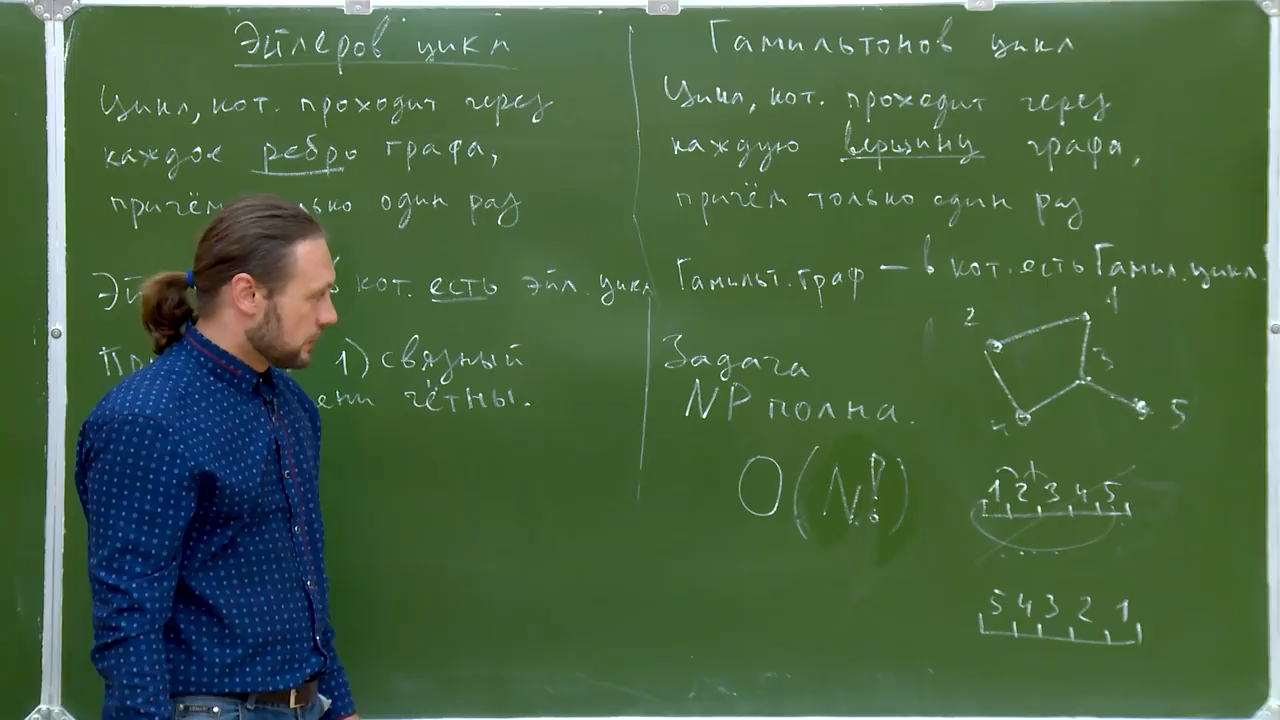 Эйлеров цикл
Цикл, кот. проходит через
каждое ребро графа,
только один раз
Эй кот. есть эйл. цикл
1) связный
чётны.
Гамильтонов цикл
Цикл, кот. проходит через
каждую вершину графа,
причём только один раз
Гамильт. граф – в кот. есть Гамил. цикл.
Задача
NP полна.
O(N!)
2 1
3
4 5
1 2 3 4 5
5 4 3 2 1